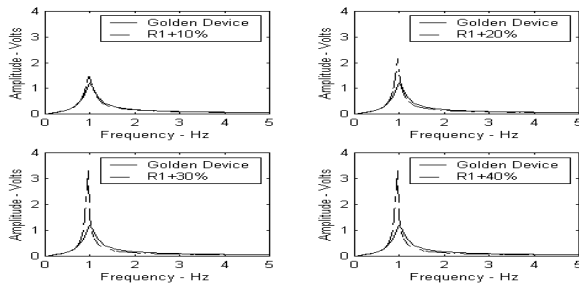 4
3
2
1
0
Amplitude - Volts
Golden Device
R1+10%
0 1 2 3 4 5
Frequency - Hz
4
3
2
1
0
Amplitude - Volts
Golden Device
R1+20%
0 1 2 3 4 5
Frequency - Hz
4
3
2
1
0
Amplitude - Volts
Golden Device
R1+30%
0 1 2 3 4 5
Frequency - Hz
4
3
2
1
0
Amplitude - Volts
Golden Device
R1+40%
0 1 2 3 4 5
Frequency - Hz